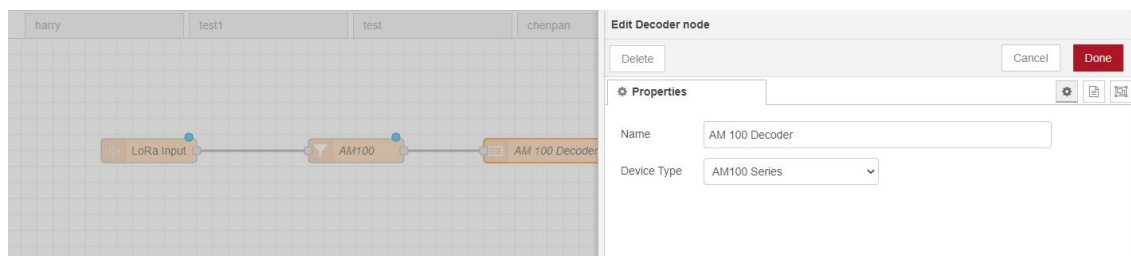 harry
test1
test
chenpan
LoRa Input
AM100
AM 100 Decoder
Edit Decoder node
Delete
Cancel
Done
Properties
Name
AM 100 Decoder
Device Type
AM100 Series